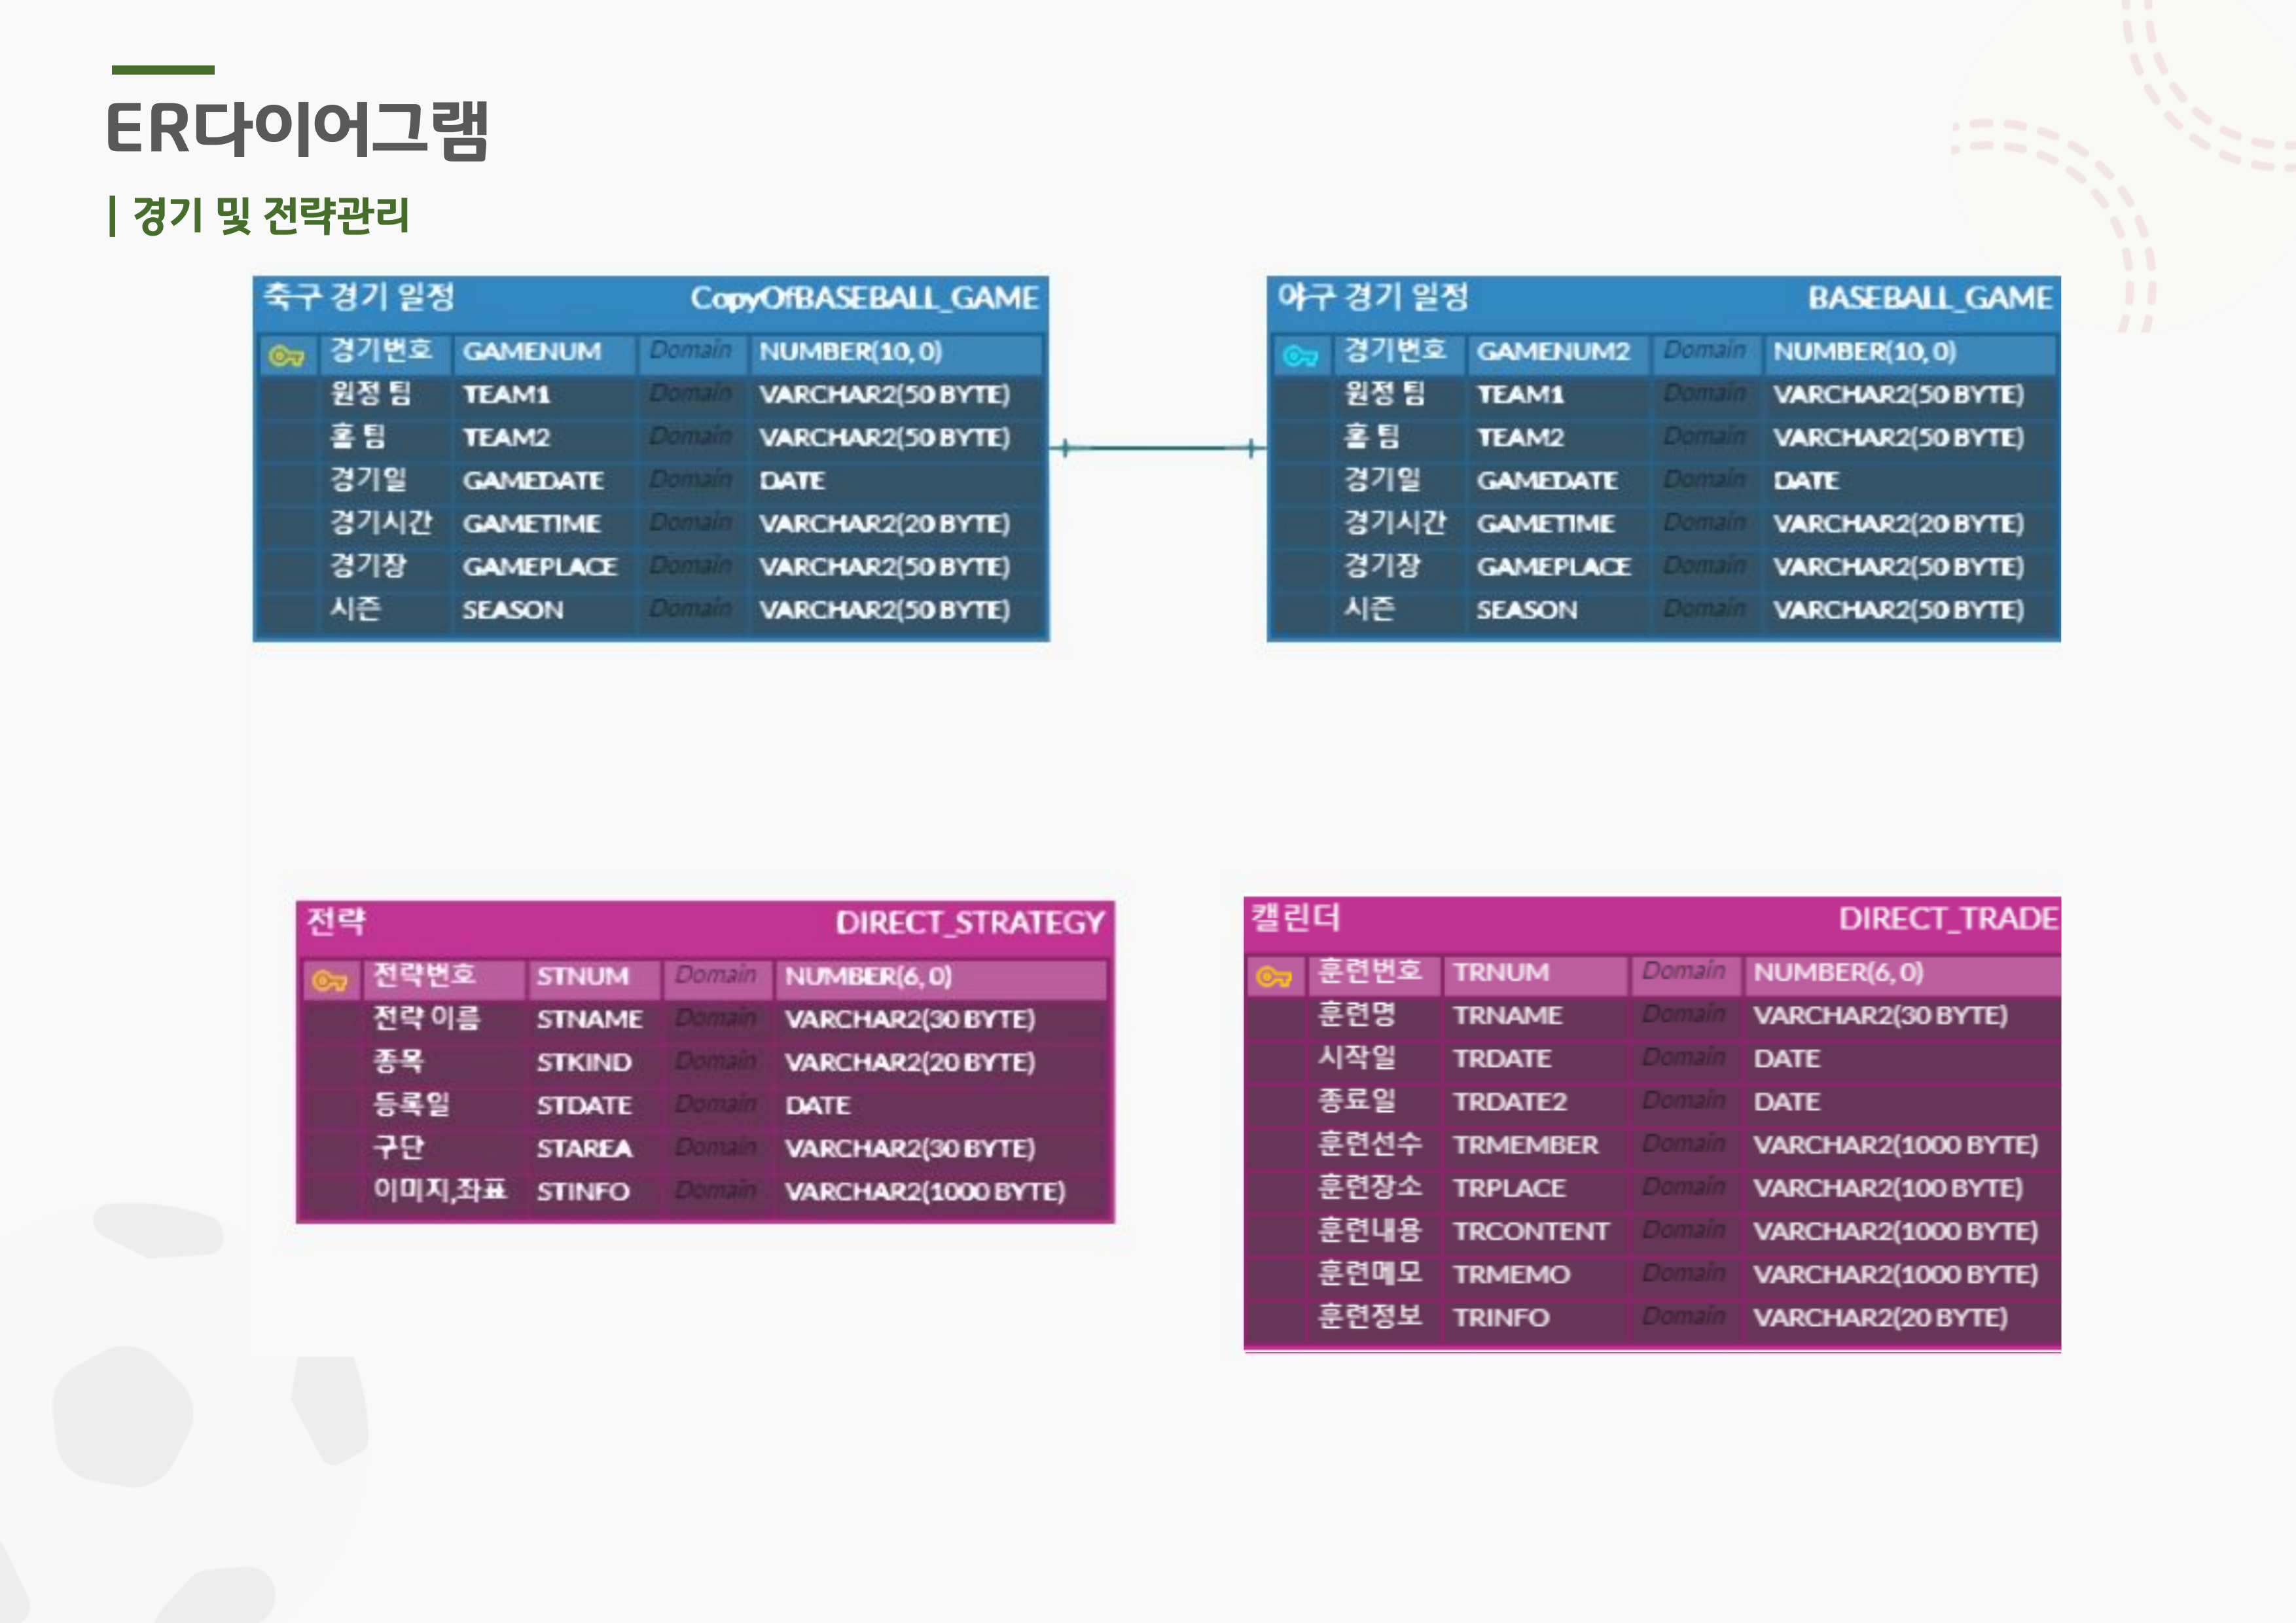 ER다이어그램
| 경기 및 전략관리
축구 경기 일정 CopyOfBASEBALL_GAME
경기번호 GAMENUM Domain NUMBER(10, 0)
원정 팀 TEAM1 Domain VARCHAR2(50 BYTE)
홈 팀 TEAM2 Domain VARCHAR2(50 BYTE)
경기일 GAMEDATE Domain DATE
경기시간 GAMETIME Domain VARCHAR2(20 BYTE)
경기장 GAMEPLACE Domain VARCHAR2(50 BYTE)
시즌 SEASON Domain VARCHAR2(50 BYTE)
야구 경기 일정 BASEBALL_GAME
경기번호 GAMENUM2 Domain NUMBER(10, 0)
원정 팀 TEAM1 Domain VARCHAR2(50 BYTE)
홈 팀 TEAM2 Domain VARCHAR2(50 BYTE)
경기일 GAMEDATE Domain DATE
경기시간 GAMETIME Domain VARCHAR2(20 BYTE)
경기장 GAMEPLACE Domain VARCHAR2(50 BYTE)
시즌 SEASON Domain VARCHAR2(50 BYTE)
전략 DIRECT_STRATEGY
전략번호 STNUM Domain NUMBER(6, 0)
전략 이름 STNAME Domain VARCHAR2(30 BYTE)
종목 STKIND Domain VARCHAR2(20 BYTE)
등록일 STDATE Domain DATE
구단 STAREA Domain VARCHAR2(30 BYTE)
이미지,좌표 STINFO Domain VARCHAR2(1000 BYTE)
캘린더 DIRECT_TRADE
훈련번호 TRNUM Domain NUMBER(6, 0)
훈련명 TRNAME Domain VARCHAR2(30 BYTE)
시작일 TRDATE Domain DATE
종료일 TRDATE2 Domain DATE
훈련선수 TRMEMBER Domain VARCHAR2(1000 BYTE)
훈련장소 TRPLACE Domain VARCHAR2(100 BYTE)
훈련내용 TRCONTENT Domain VARCHAR2(1000 BYTE)
훈련메모 TRMEMO Domain VARCHAR2(1000 BYTE)
훈련정보 TRINFO Domain VARCHAR2(20 BYTE)